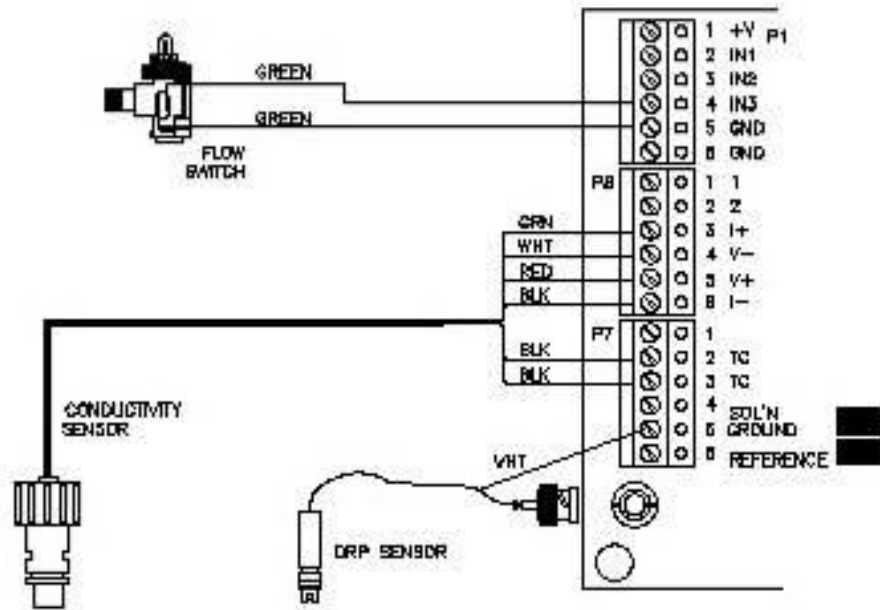 1 +V P1
2 IN1
GREEN
3 IN2
4 IN3
GREEN
5 GND
6 GND
FLOW
SWITCH
P8
1 1
2 2
GRN
3 I+
WHT
4 V-
RED
5 V+
BLK
6 I-
P7
1
BLK
2 TC
BLK
3 TC
4
CONDUCTIVITY
SENSOR
SOL'N
5 GROUND
WHT
6 REFERENCE
ORP SENSOR